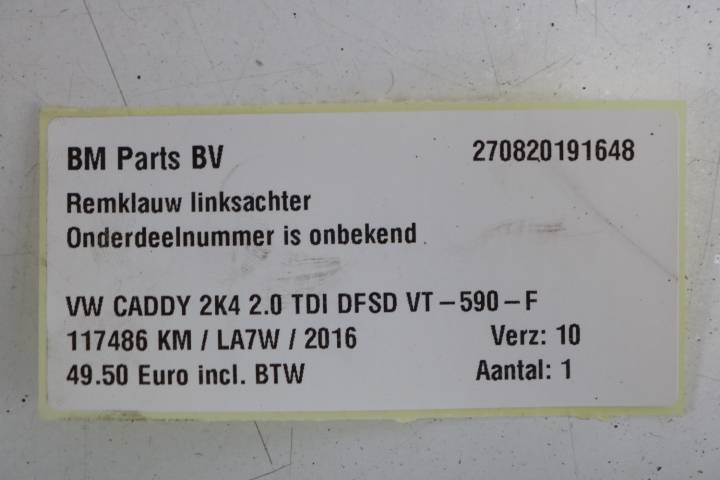 BM Parts BV 270820191648
Remklauw linksachter
Onderdeelnummer is onbekend
VW CADDY 2K4 2.0 TDI DFSD VT-590-F
117486 KM / LA7W / 2016 Verz: 10
49.50 Euro incl. BTW Aantal: 1